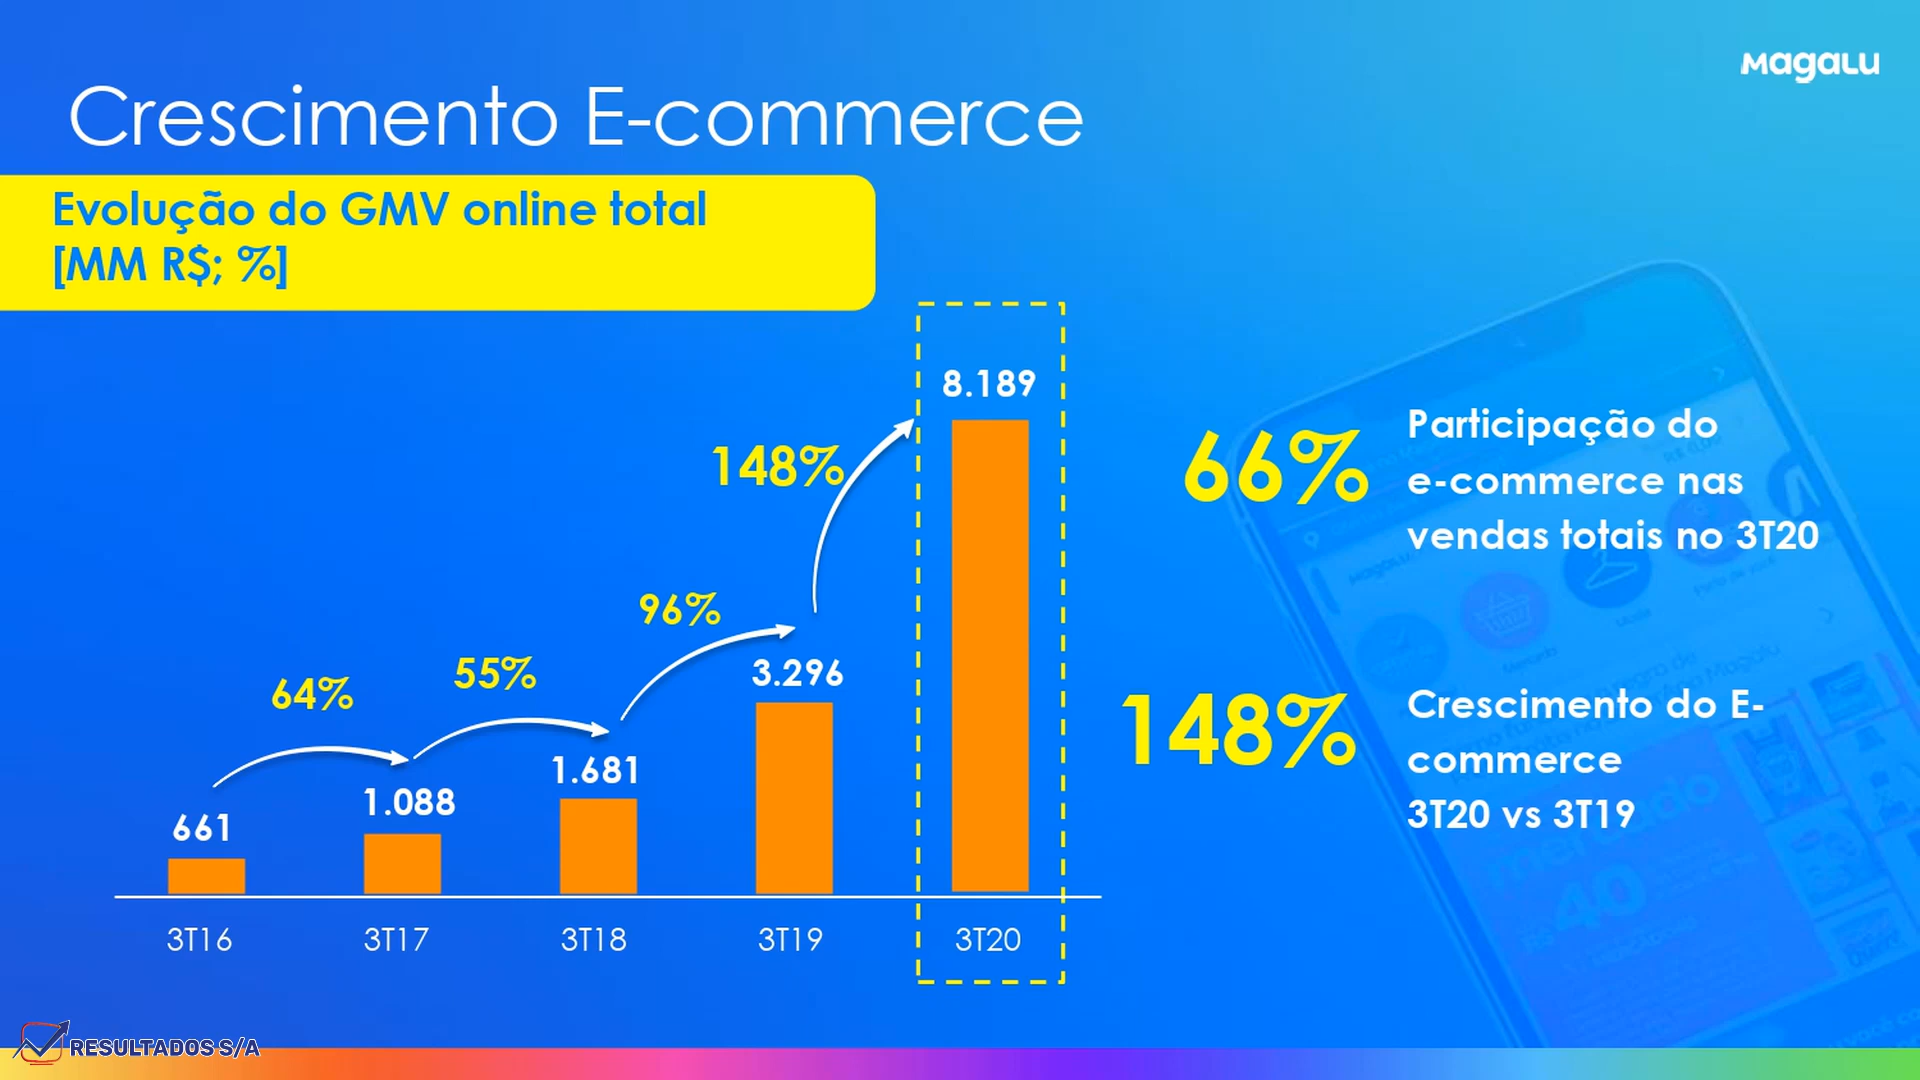 Magalu
Crescimento E-commerce
Evolução do GMV online total
[MM R$; %]
8.189
148%
96%
3.296
64%
55%
1.681
1.088
661
3T16
3T17
3T18
3T19
3T20
66%
Participação do
e-commerce nas
vendas totais no 3T20
148%
Crescimento do E-
commerce
3T20 vs 3T19
RESULTADOS S/A